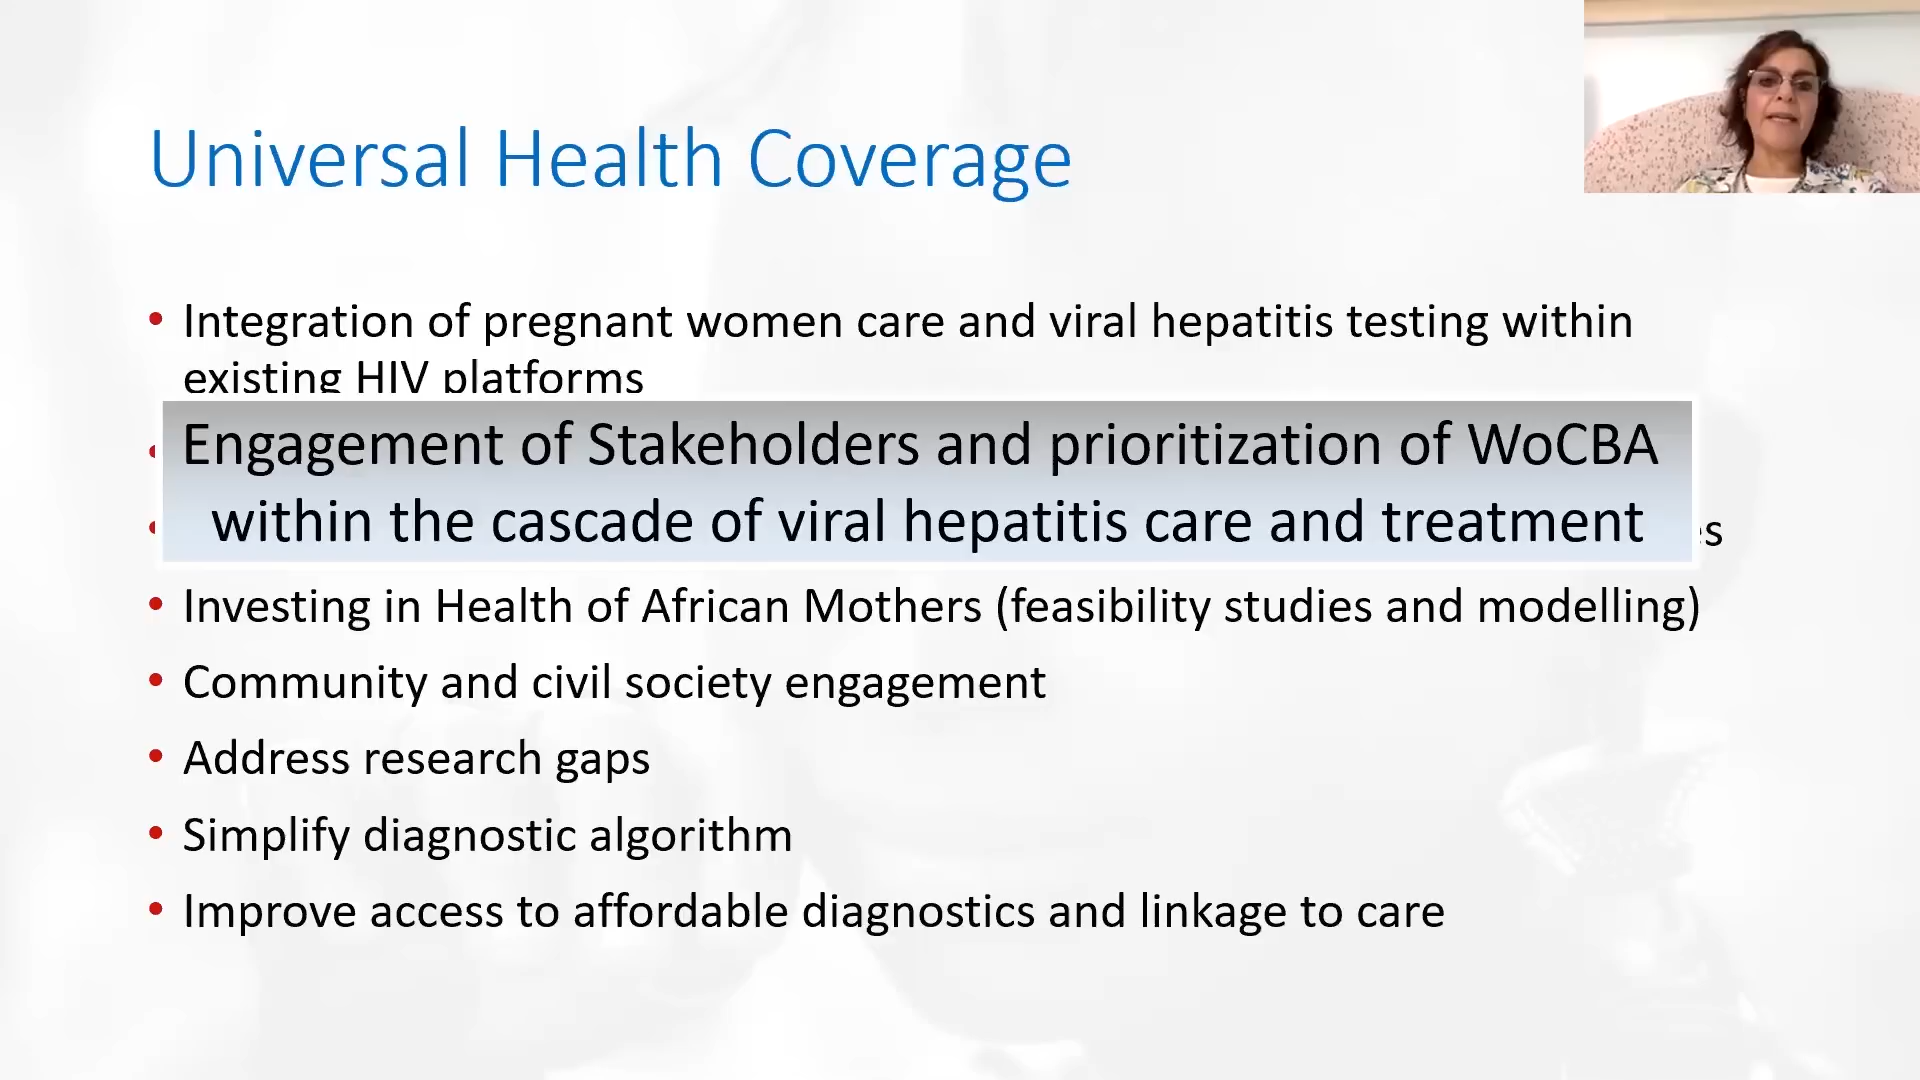 Universal Health Coverage
• Integration of pregnant women care and viral hepatitis testing within
existing HIV platforms
Engagement of Stakeholders and prioritization of WoCBA
within the cascade of viral hepatitis care and treatment
• Investing in Health of African Mothers (feasibility studies and modelling)
• Community and civil society engagement
• Address research gaps
• Simplify diagnostic algorithm
• Improve access to affordable diagnostics and linkage to care